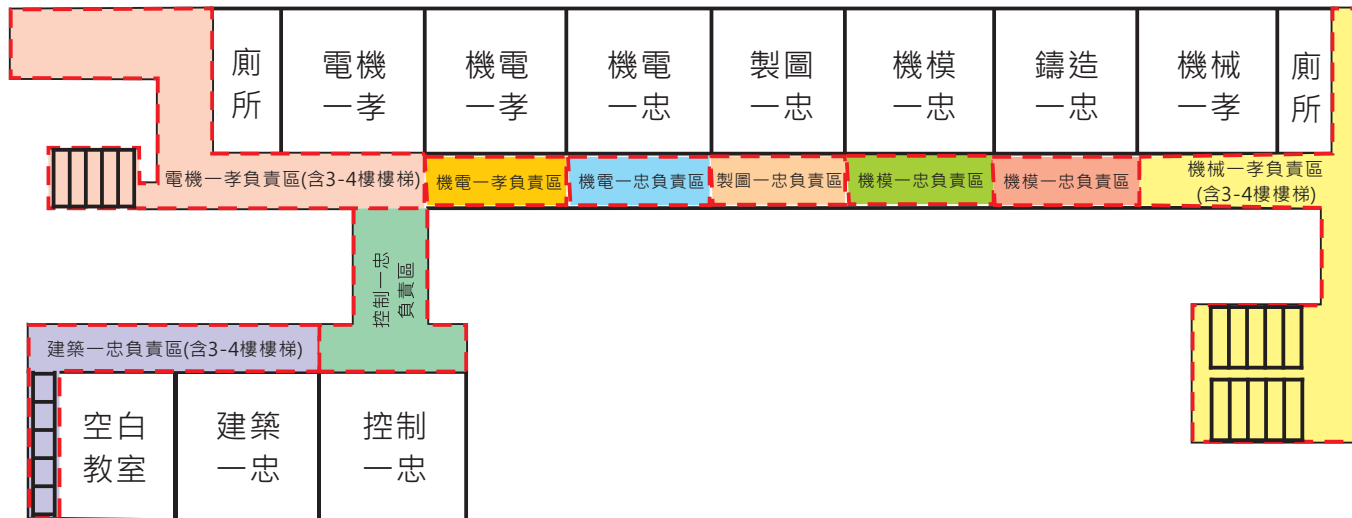 廁
所
電機
一孝
機電
一孝
機電
一忠
製圖
一忠
機模
一忠
鑄造
一忠
機械
一孝
廁
所
電機一孝負責區(含3-4樓樓梯)
機電一孝負責區
機電一忠負責區
製圖一忠負責區
機模一忠負責區
機模一忠負責區
機械一孝負責區
(含3-4樓樓梯)
控制一忠
負責區
建築一忠負責區(含3-4樓樓梯)
空白
教室
建築
一忠
控制
一忠